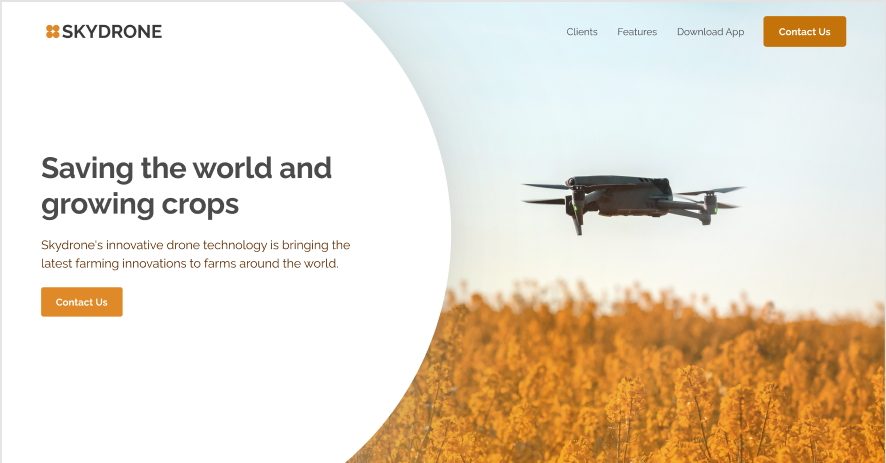 SKYDRONE
Clients
Features
Download App
Contact Us
Saving the world and
growing crops
Skydrone's innovative drone technology is bringing the
latest farming innovations to farms around the world.
Contact Us